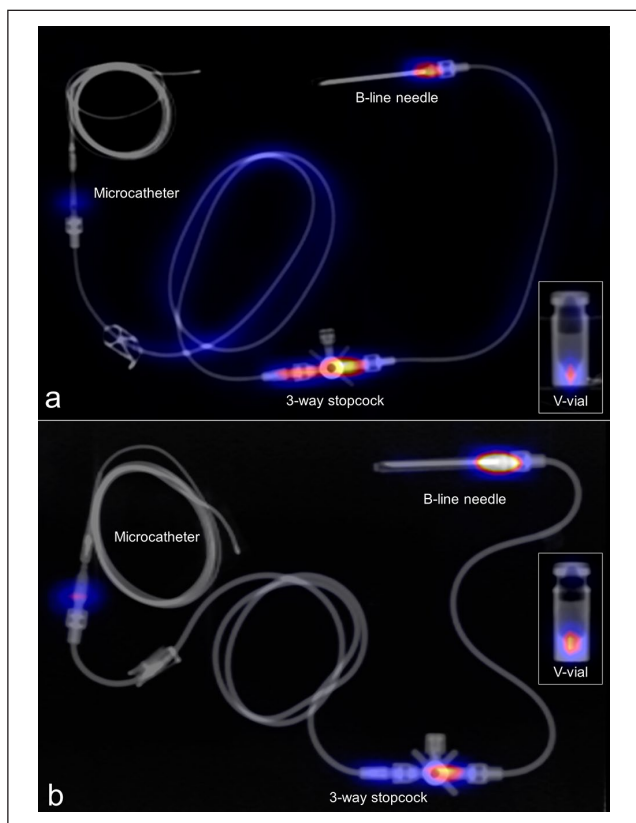 B-line needle
Microcatheter
3-way stopcock
V-vial
a
B-line needle
Microcatheter
V-vial
3-way stopcock
b